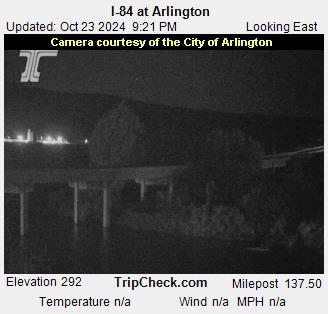 I-84 at Arlington
Updated: Oct 23 2024 9:21 PM Looking East
Camera courtesy of the City of Arlington
Elevation 292 TripCheck.com Milepost 137.50
Temperature n/a Wind n/a MPH n/a